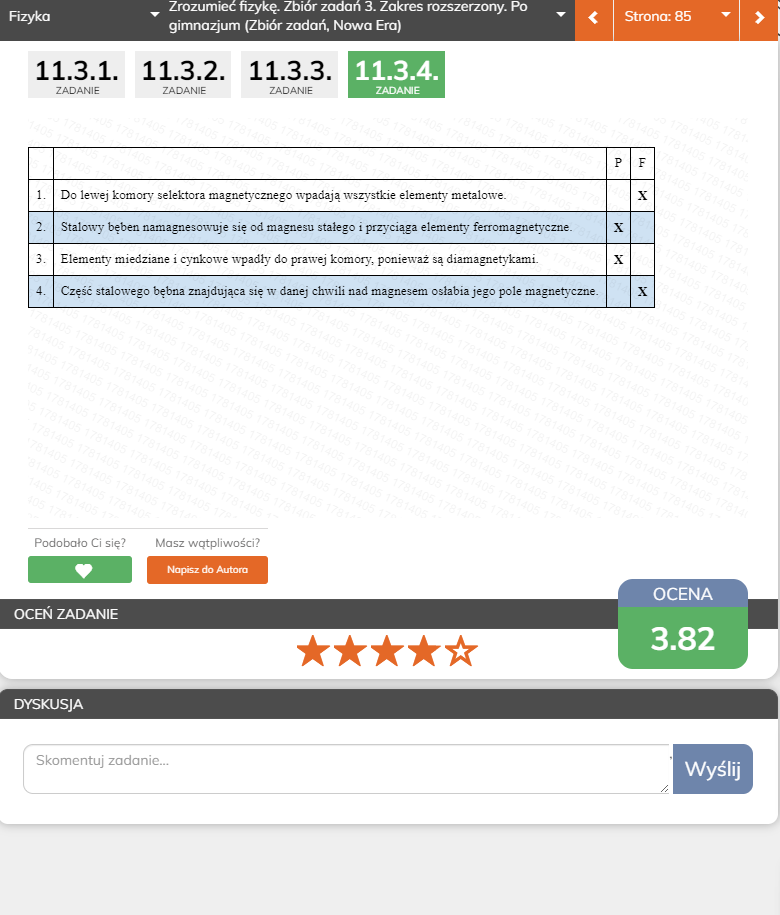 Fizyka
Zrozumieć fizykę. Zbiór zadań 3. Zakres rozszerzony. Po
gimnazjum (Zbiór zadań, Nowa Era)
Strona: 85
11.3.1. 11.3.2. 11.3.3. 11.3.4.
ZADANIE ZADANIE ZADANIE ZADANIE
P F
1. Do lewej komory selektora magnetycznego wpadają wszystkie elementy metalowe. X
2. Stalowy bęben namagnesowuje się od magnesu stałego i przyciąga elementy ferromagnetyczne. X
3. Elementy miedziane i cynkowe wpadły do prawej komory, ponieważ są diamagnetykami. X
4. Część stalowego bębna znajdująca się w danej chwili nad magnesem osłabia jego pole magnetyczne. X
Podobało Ci się? Masz wątpliwości?
Napisz do Autora
OCENA
OCEŃ ZADANIE
3.82
DYSKUSJA
Skomentuj zadanie...
Wyślij